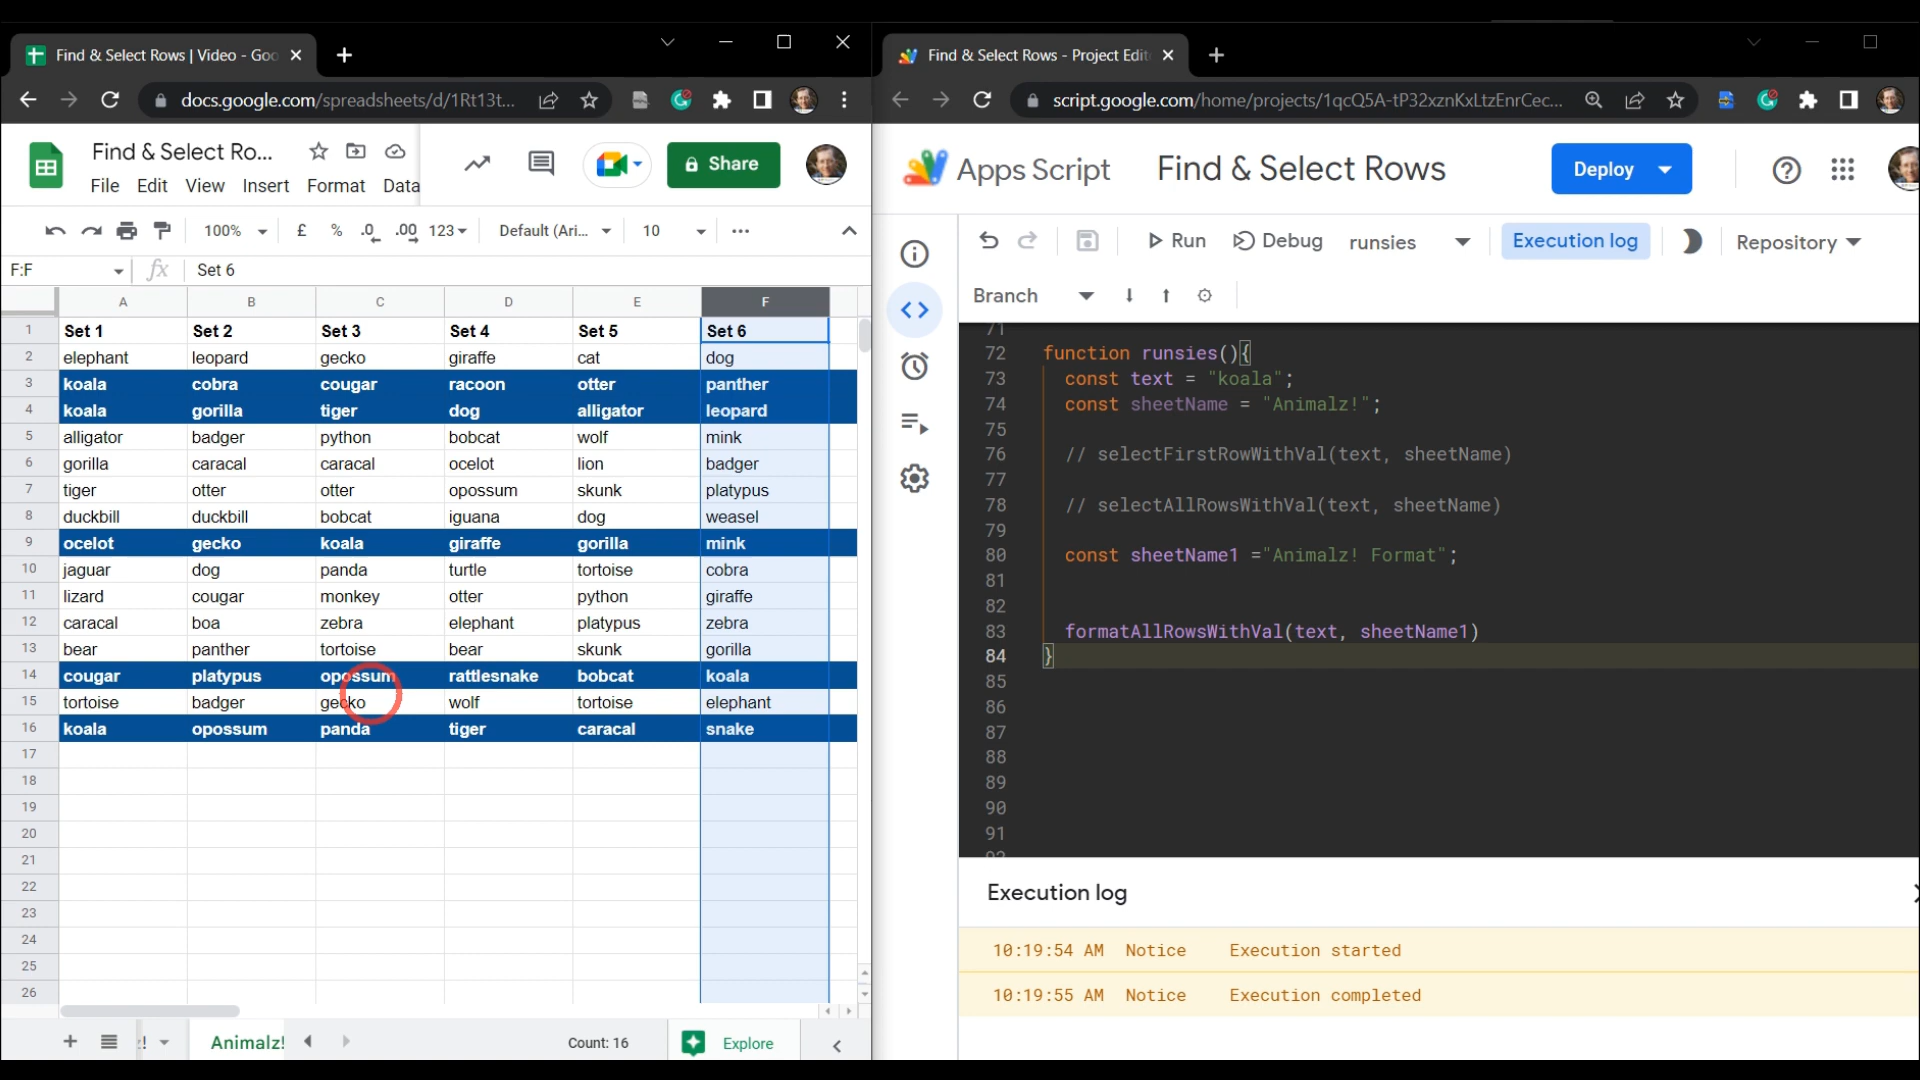 Find & Select Rows | Video - Goo
docs.google.com/spreadsheets/d/1Rt13t...
Find & Select Ro...
File Edit View Insert Format Data
Share
100% £ % .0 .00 123 Default (Ari... 10
F:F fx Set 6
A B C D E F
1 Set 1 Set 2 Set 3 Set 4 Set 5 Set 6
2 elephant leopard gecko giraffe cat dog
3 koala cobra cougar racoon otter panther
4 koala gorilla tiger dog alligator leopard
5 alligator badger python bobcat wolf mink
6 gorilla caracal caracal ocelot lion badger
7 tiger otter otter opossum skunk platypus
8 duckbill duckbill bobcat iguana dog weasel
9 ocelot gecko koala giraffe gorilla mink
10 jaguar dog panda turtle tortoise cobra
11 lizard cougar monkey otter python giraffe
12 caracal boa zebra elephant platypus zebra
13 bear panther tortoise bear skunk gorilla
14 cougar platypus opossum rattlesnake bobcat koala
15 tortoise badger gecko wolf tortoise elephant
16 koala opossum panda tiger caracal snake
17
18
19
20
21
22
23
24
25
26
! Animalz! Count: 16 Explore
Find & Select Rows - Project Edit
script.google.com/home/projects/1qcQ5A-tP32xznKxLtzEnrCec...
Apps Script Find & Select Rows Deploy
Run Debug runsies Execution log Repository
Branch
71
72 function runsies(){
73 const text = "koala";
74 const sheetName = "Animalz!";
75
76 // selectFirstRowWithVal(text, sheetName)
77
78 // selectAllRowsWithVal(text, sheetName)
79
80 const sheetName1 ="Animalz! Format";
81
82
83 formatAllRowsWithVal(text, sheetName1)
84 }
85
86
87
88
89
90
91
92
Execution log
10:19:54 AM Notice Execution started
10:19:55 AM Notice Execution completed